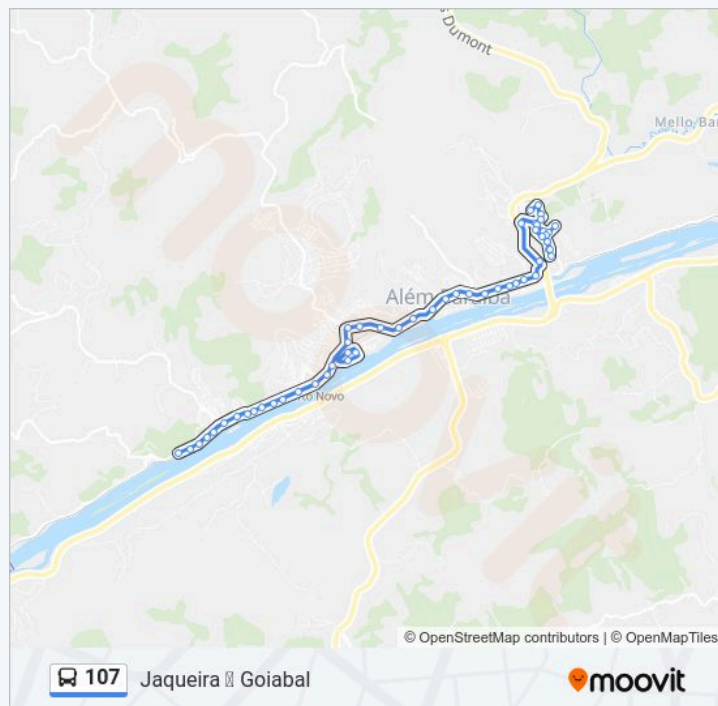 s Dumont
Mello Bar
Além Paraíba
Rio Novo
© OpenStreetMap contributors | © OpenMapTiles
107 Jaqueira Goiabal
moovit